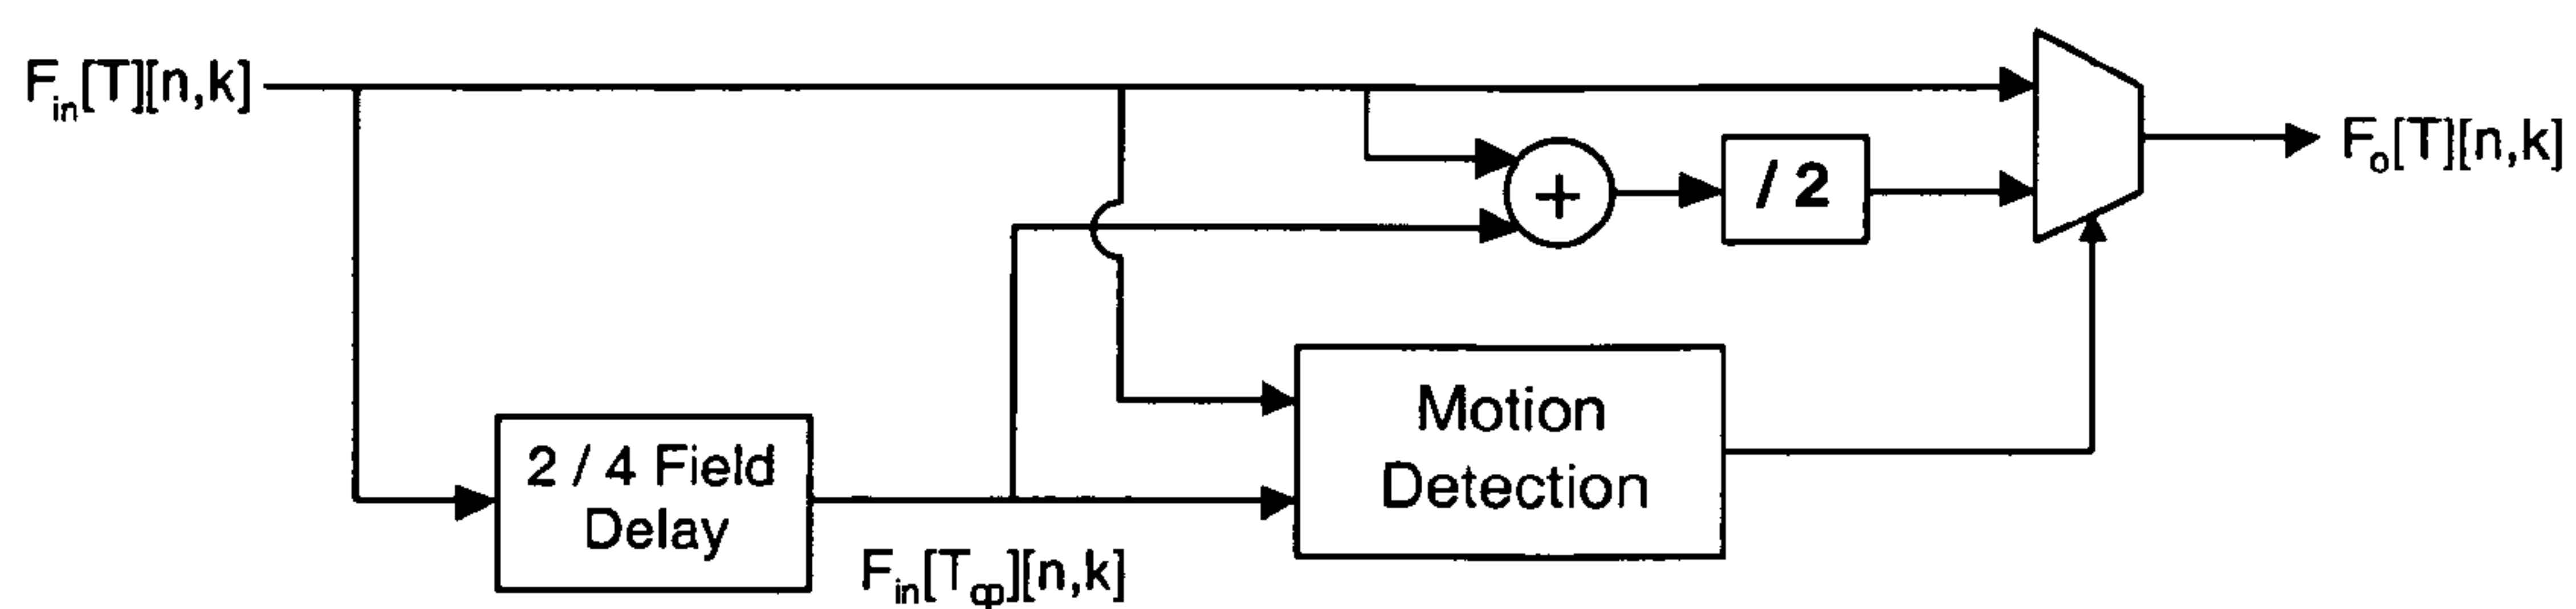 F_in[T][n,k]
+
/ 2
F_o[T][n,k]
Motion
Detection
2 / 4 Field
Delay
F_in[T_cp][n,k]